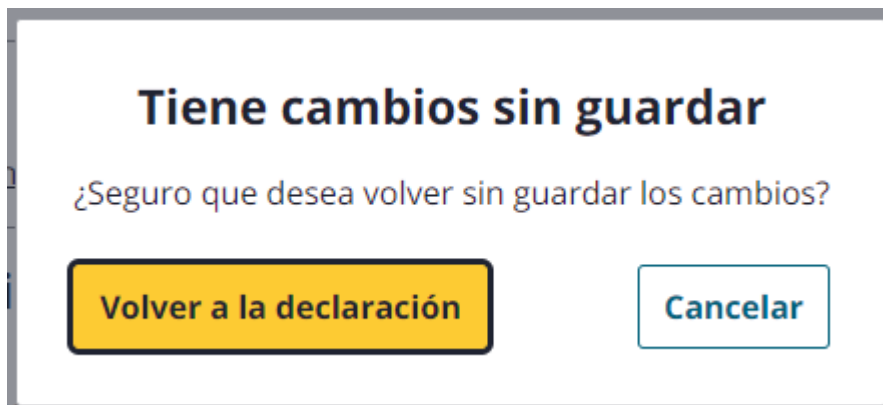 Tiene cambios sin guardar
¿Seguro que desea volver sin guardar los cambios?
Volver a la declaración
Cancelar